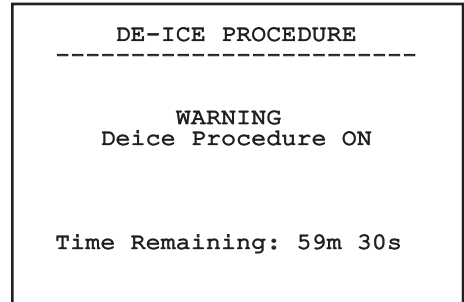 DE-ICE PROCEDURE
------------------------
WARNING
Deice Procedure ON
Time Remaining: 59m 30s